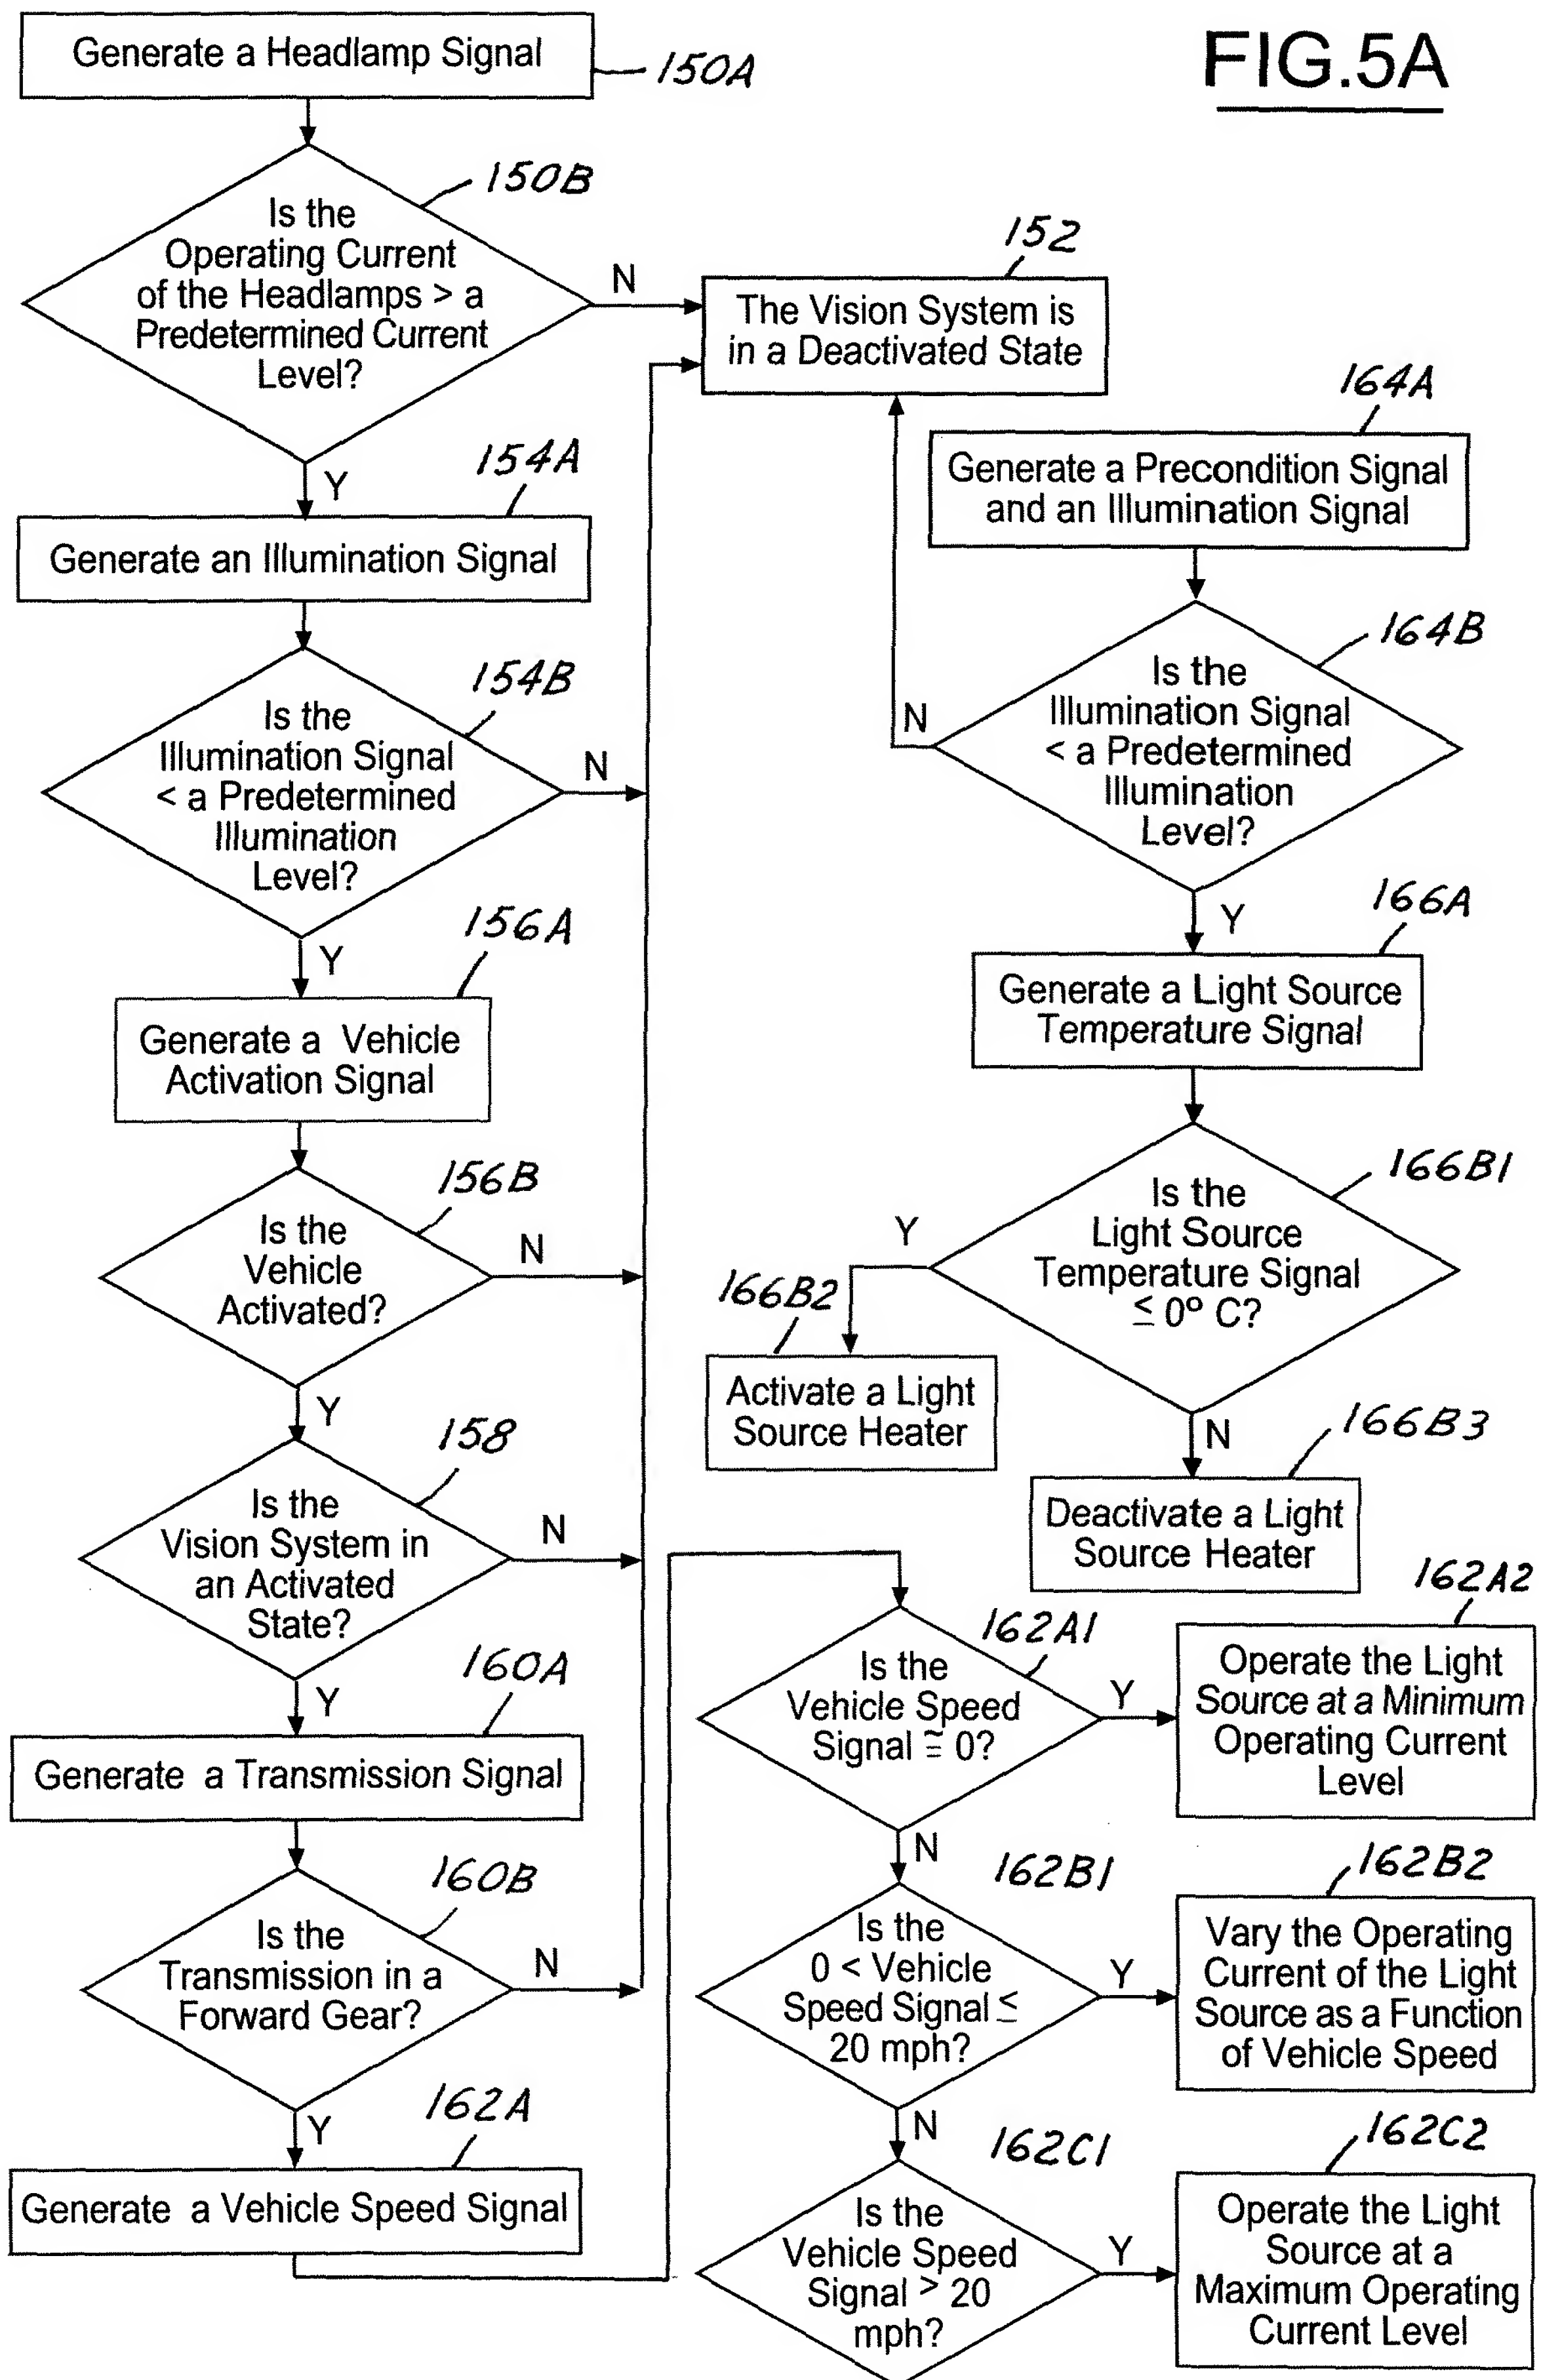 FIG.5A
Generate a Headlamp Signal
150A
150B
Is the
Operating Current
of the Headlamps > a
Predetermined Current
Level?
N
Y
152
The Vision System is
in a Deactivated State
154A
Generate an Illumination Signal
154B
Is the
Illumination Signal
< a Predetermined
Illumination
Level?
N
Y
156A
Generate a Vehicle
Activation Signal
156B
Is the
Vehicle
Activated?
N
Y
158
Is the
Vision System in
an Activated
State?
N
Y
160A
Generate a Transmission Signal
160B
Is the
Transmission in a
Forward Gear?
N
Y
162A
Generate a Vehicle Speed Signal
164A
Generate a Precondition Signal
and an Illumination Signal
164B
Is the
Illumination Signal
< a Predetermined
Illumination
Level?
N
Y
166A
Generate a Light Source
Temperature Signal
166B1
Is the
Light Source
Temperature Signal
≤ 0° C?
Y
N
166B2
Activate a Light
Source Heater
166B3
Deactivate a Light
Source Heater
162A1
Is the
Vehicle Speed
Signal ≅ 0?
Y
N
162A2
Operate the Light
Source at a Minimum
Operating Current
Level
162B1
Is the
0 < Vehicle
Speed Signal ≤
20 mph?
Y
N
162B2
Vary the Operating
Current of the Light
Source as a Function
of Vehicle Speed
162C1
Is the
Vehicle Speed
Signal > 20
mph?
Y
162C2
Operate the Light
Source at a
Maximum Operating
Current Level